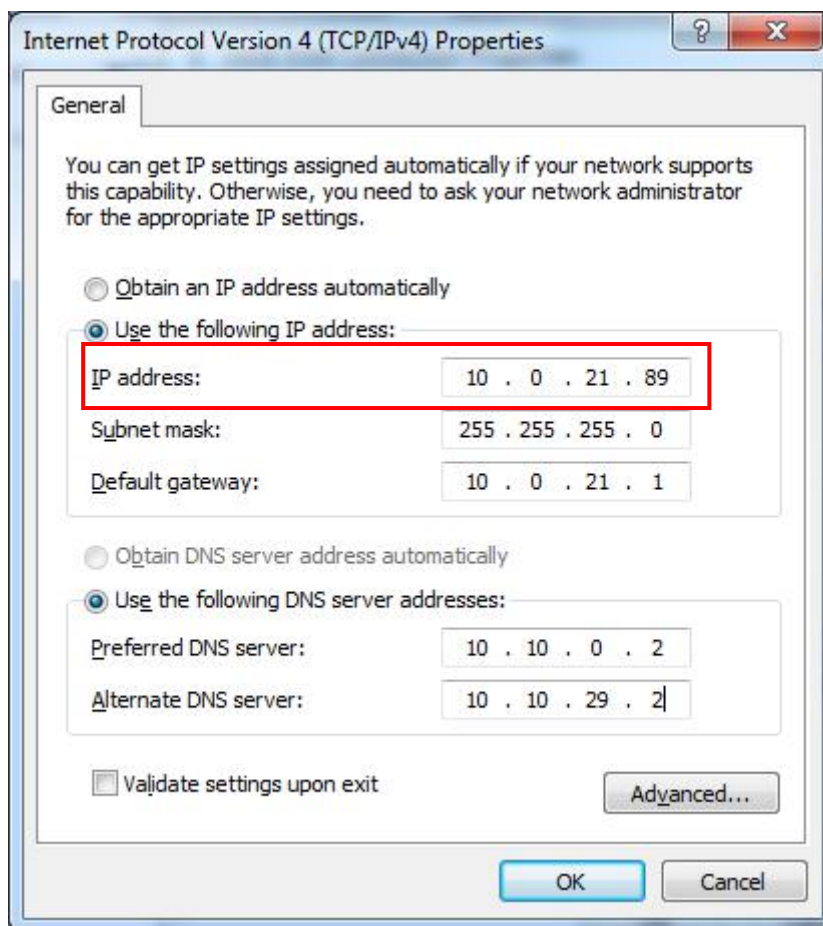 Internet Protocol Version 4 (TCP/IPv4) Properties
General
You can get IP settings assigned automatically if your network supports
this capability. Otherwise, you need to ask your network administrator
for the appropriate IP settings.
Obtain an IP address automatically
Use the following IP address:
IP address: 10 . 0 . 21 . 89
Subnet mask: 255 . 255 . 255 . 0
Default gateway: 10 . 0 . 21 . 1
Obtain DNS server address automatically
Use the following DNS server addresses:
Preferred DNS server: 10 . 10 . 0 . 2
Alternate DNS server: 10 . 10 . 29 . 2
Validate settings upon exit
Advanced...
OK Cancel